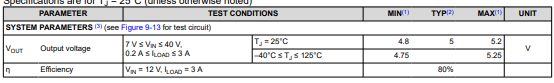 Specifications are for TJ = 25°C (unless otherwise noted)
PARAMETER TEST CONDITIONS MIN(1) TYP(2) MAX(1) UNIT
SYSTEM PARAMETERS (3) (see Figure 9-13 for test circuit)
VOUT Output voltage 7 V ≤ VIN ≤ 40 V, 0.2 A ≤ ILOAD ≤ 3 A TJ = 25°C 4.8 5 5.2 V
–40°C ≤ TJ ≤ 125°C 4.75 5.25
η Efficiency VIN = 12 V, ILOAD = 3 A 80%